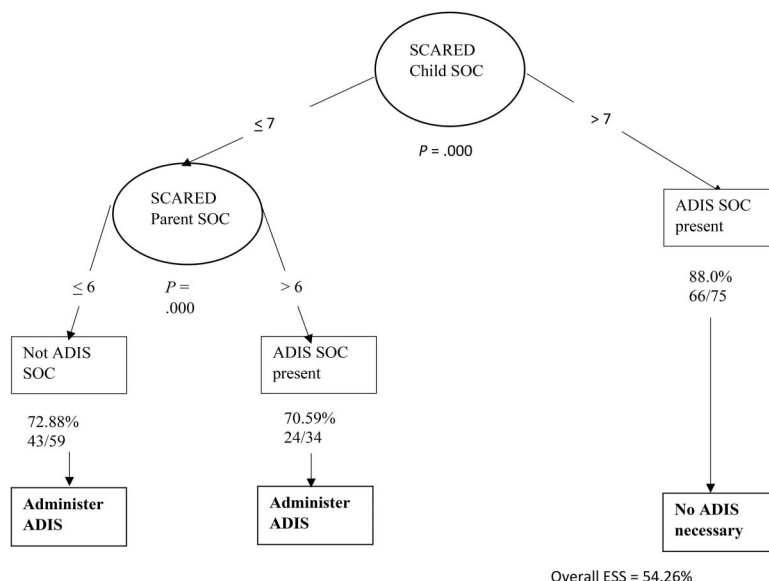 SCARED
Child SOC
≤ 7
> 7
P = .000
SCARED
Parent SOC
ADIS SOC
present
88.0%
66/75
≤ 6
P =
.000
> 6
Not ADIS
SOC
ADIS SOC
present
72.88%
43/59
70.59%
24/34
Administer
ADIS
Administer
ADIS
No ADIS
necessary
Overall ESS = 54.26%